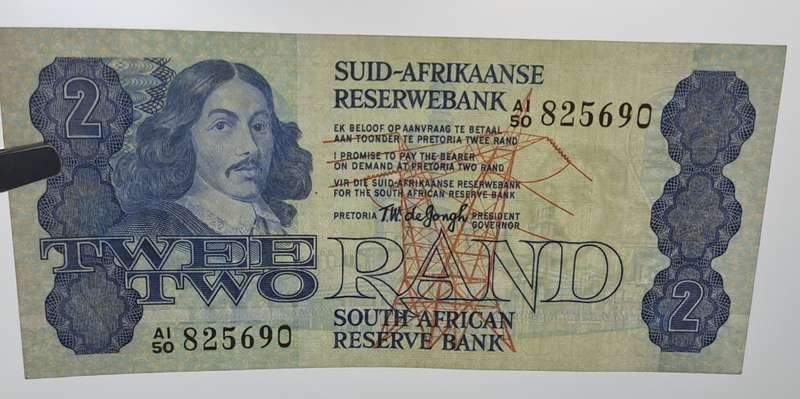 2
SUID-AFRIKAANSE
RESERWEBANK
AI/50 825690
EK BELOOF OP AANVRAAG TE BETAAL
AAN TOONDER TE PRETORIA TWEE RAND
I PROMISE TO PAY THE BEARER
ON DEMAND AT PRETORIA TWO RAND
VIR DIE SUID-AFRIKAANSE RESERWEBANK
FOR THE SOUTH AFRICAN RESERVE BANK
PRETORIA T.W. de Jongh PRESIDENT
GOVERNOR
TWEE
TWO RAND
2
AI/50 825690
SOUTH AFRICAN
RESERVE BANK